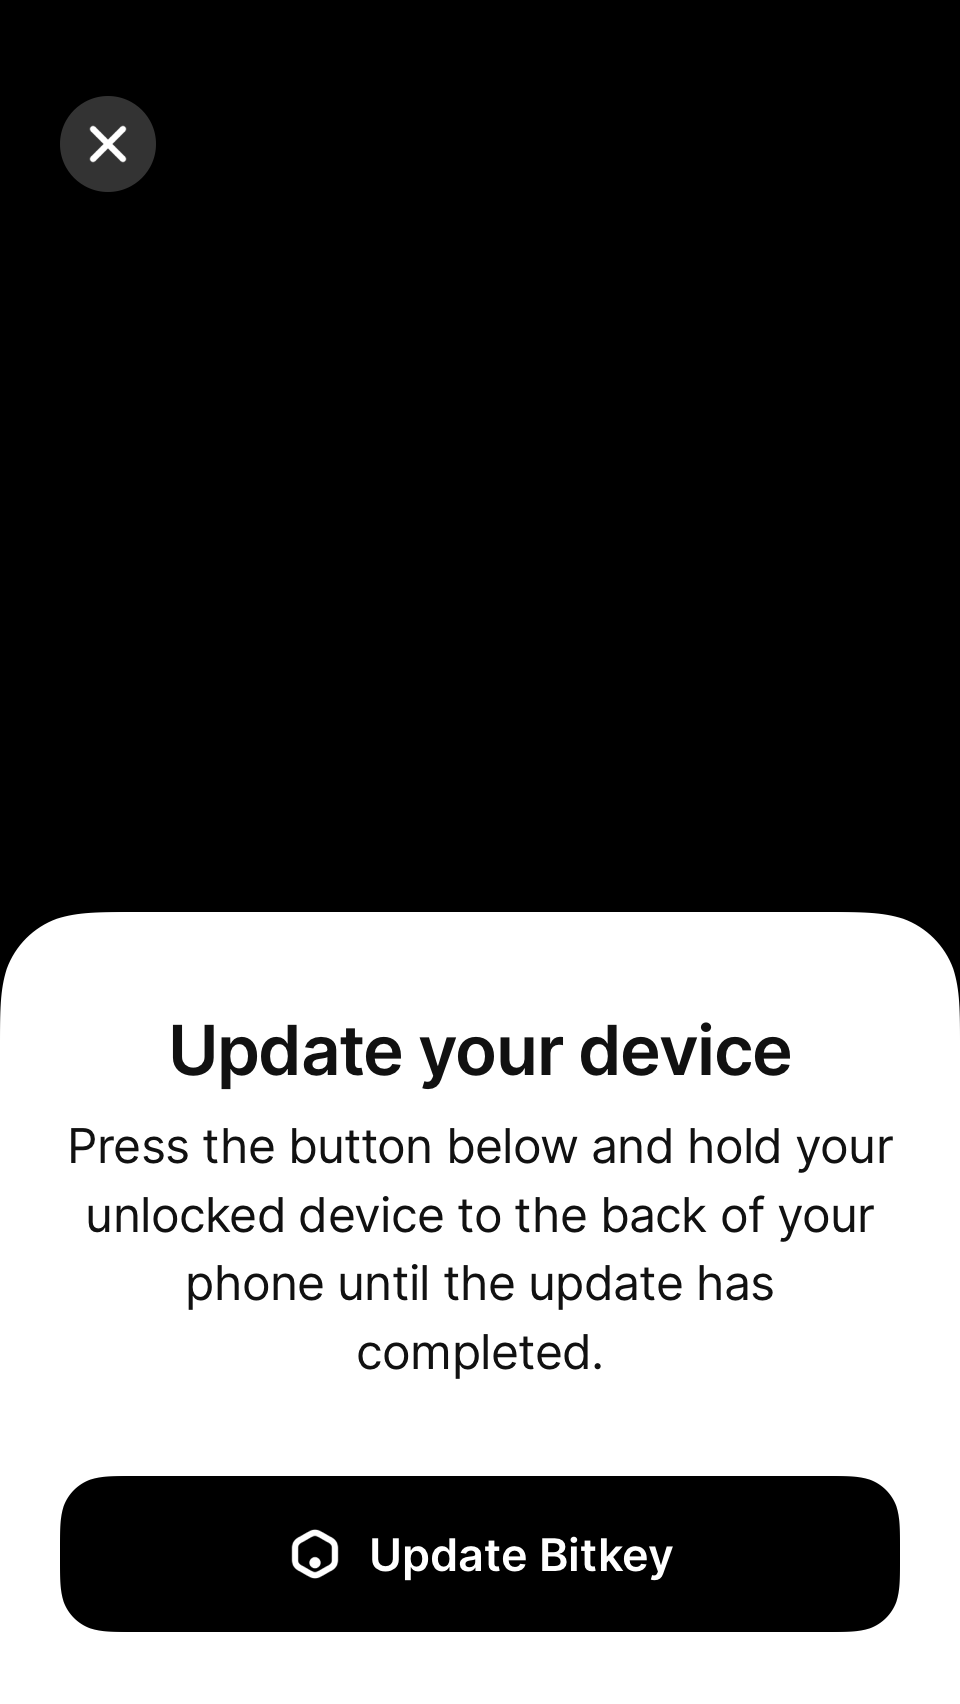 Update your device
Press the button below and hold your
unlocked device to the back of your
phone until the update has
completed.
Update Bitkey